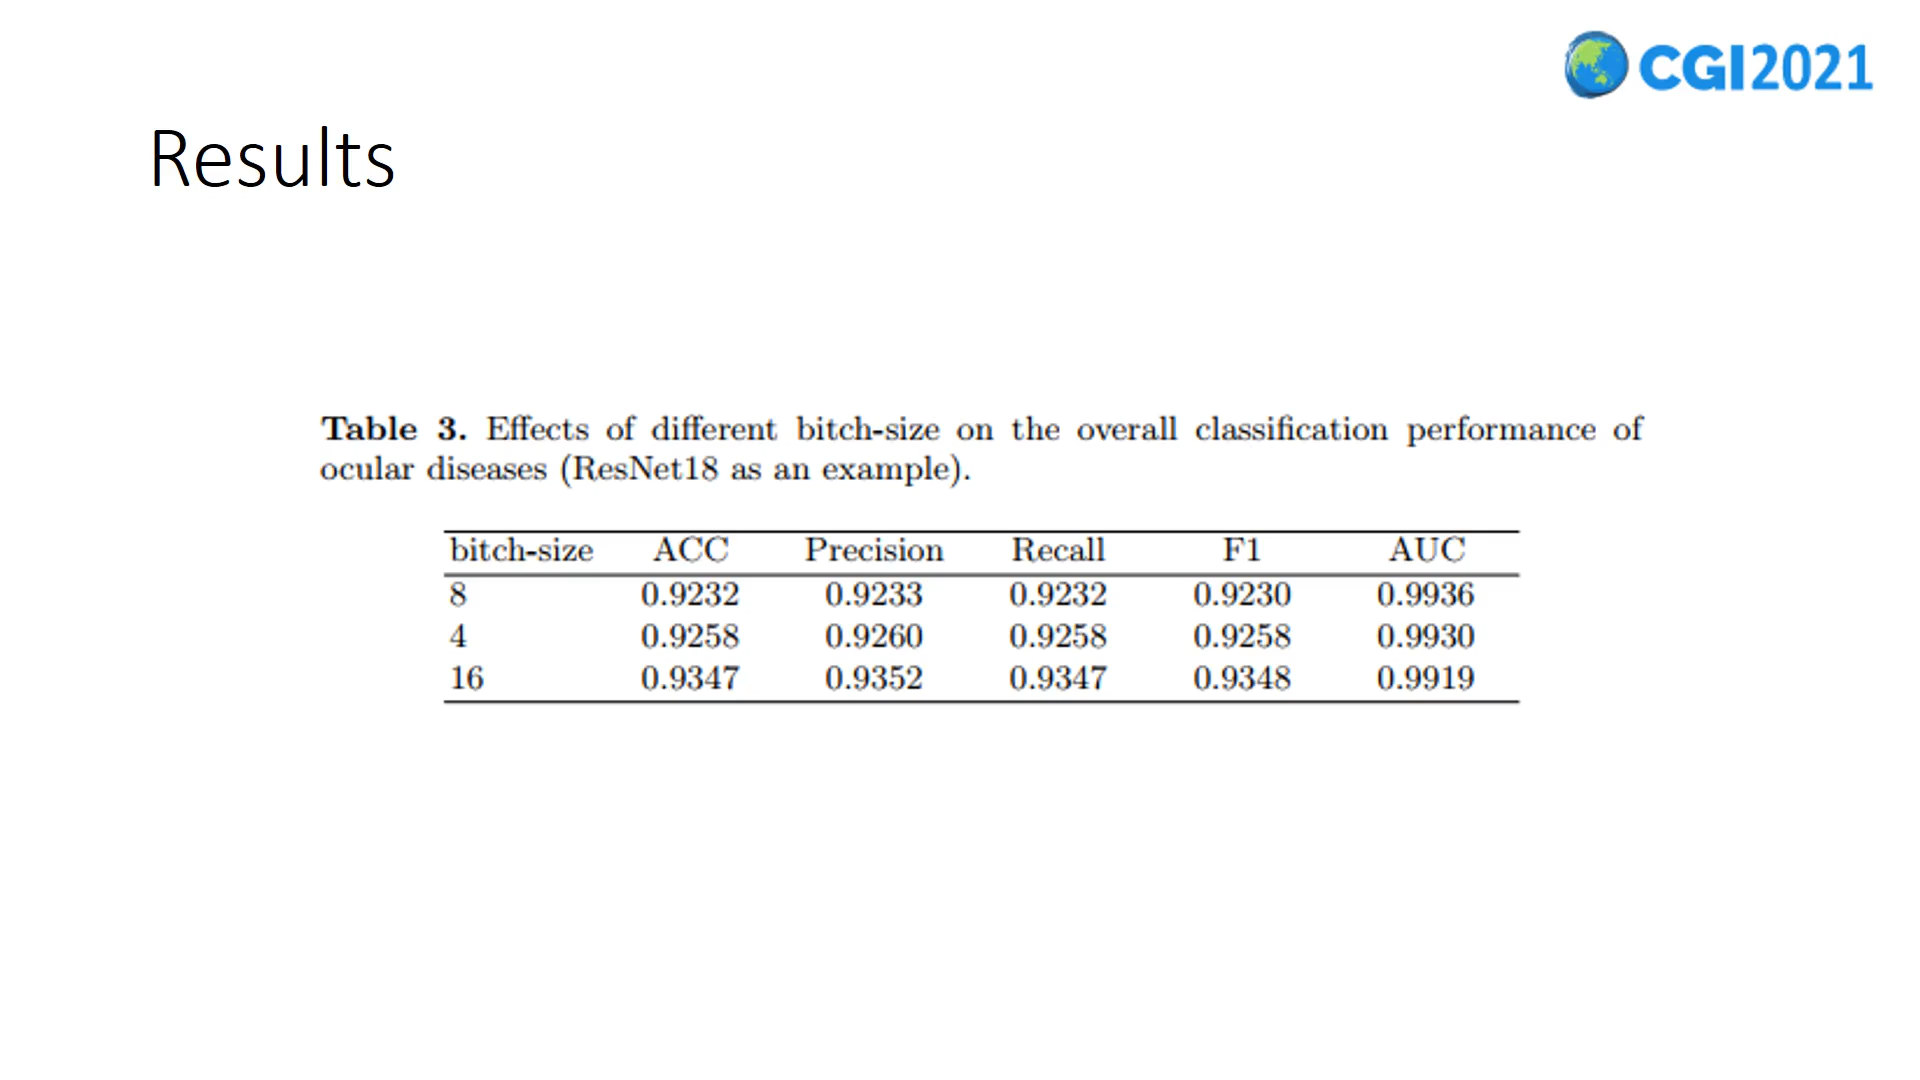 CGI2021
Results
Table 3. Effects of different bitch-size on the overall classification performance of
ocular diseases (ResNet18 as an example).
bitch-size ACC Precision Recall F1 AUC
8 0.9232 0.9233 0.9232 0.9230 0.9936
4 0.9258 0.9260 0.9258 0.9258 0.9930
16 0.9347 0.9352 0.9347 0.9348 0.9919